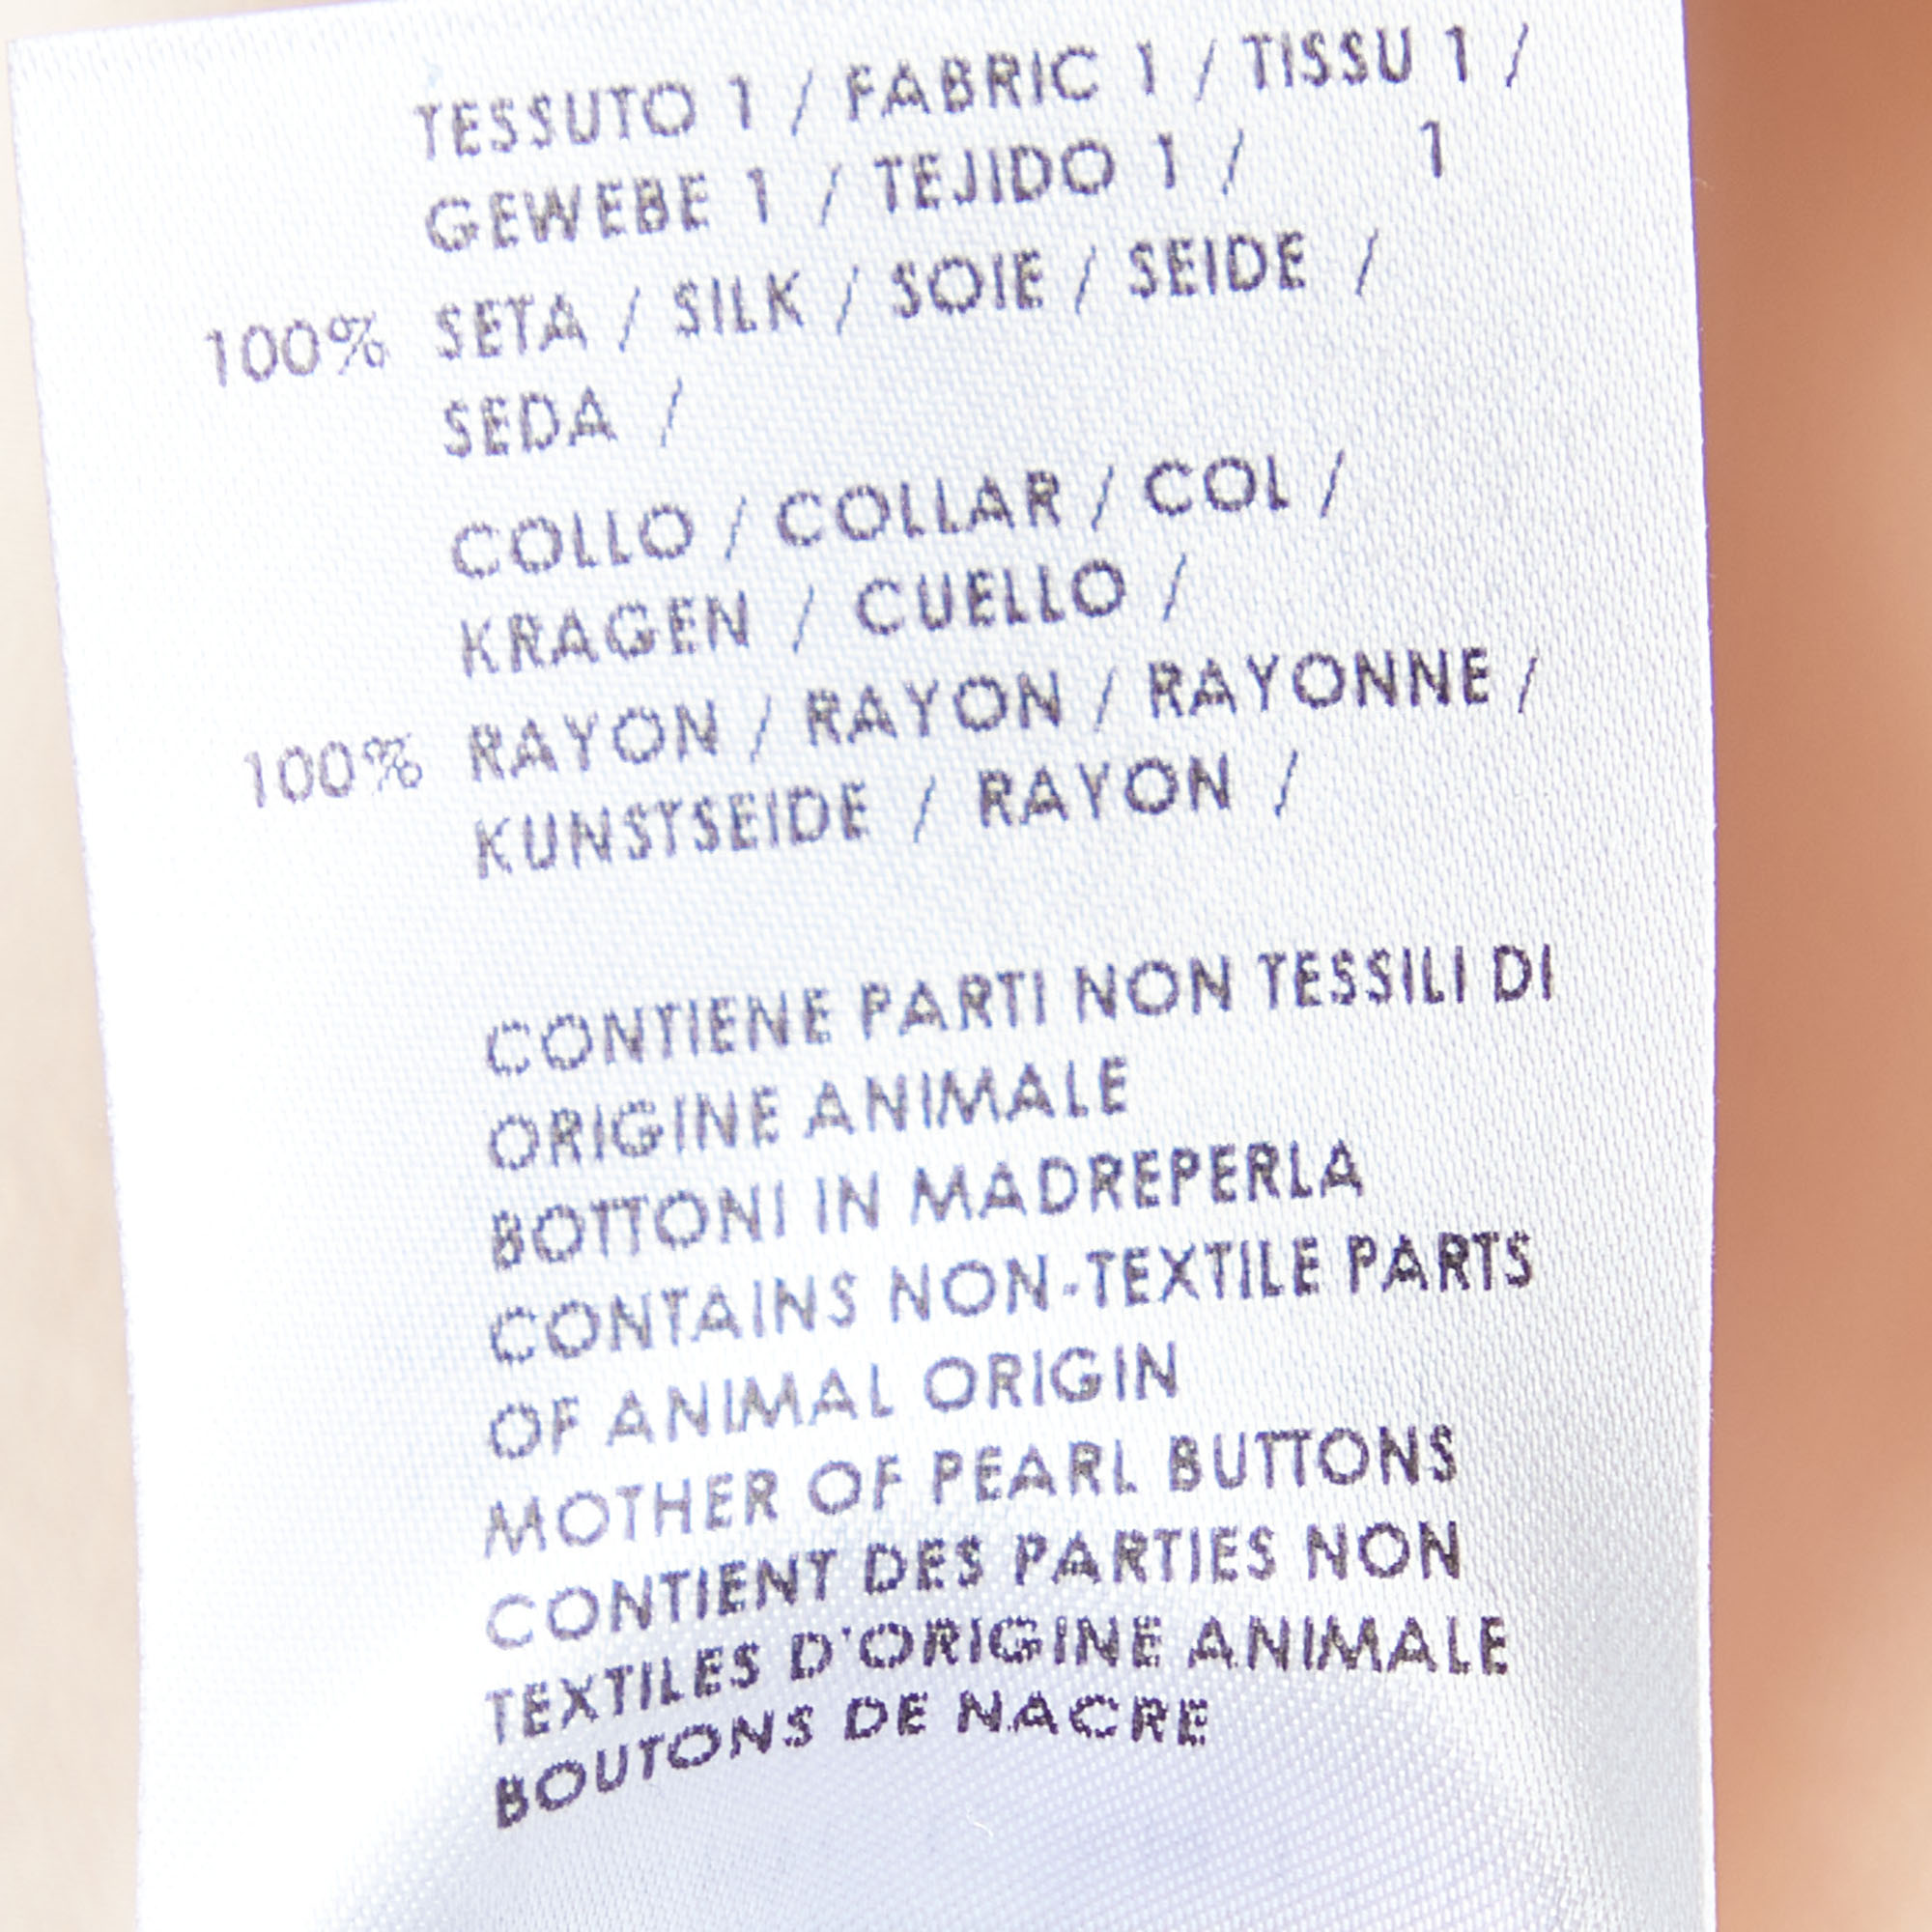 TESSUTO 1 / FABRIC 1 / TISSU 1 /
GEWEBE 1 / TEJIDO 1 / 1
100% SETA / SILK / SOIE / SEIDE /
SEDA /
COLLO / COLLAR / COL /
KRAGEN / CUELLO /
100% RAYON / RAYON / RAYONNE /
KUNSTSEIDE / RAYON /
CONTIENE PARTI NON TESSILI DI
ORIGINE ANIMALE
BOTTONI IN MADREPERLA
CONTAINS NON-TEXTILE PARTS
OF ANIMAL ORIGIN
MOTHER OF PEARL BUTTONS
CONTIENT DES PARTIES NON
TEXTILES D'ORIGINE ANIMALE
BOUTONS DE NACRE